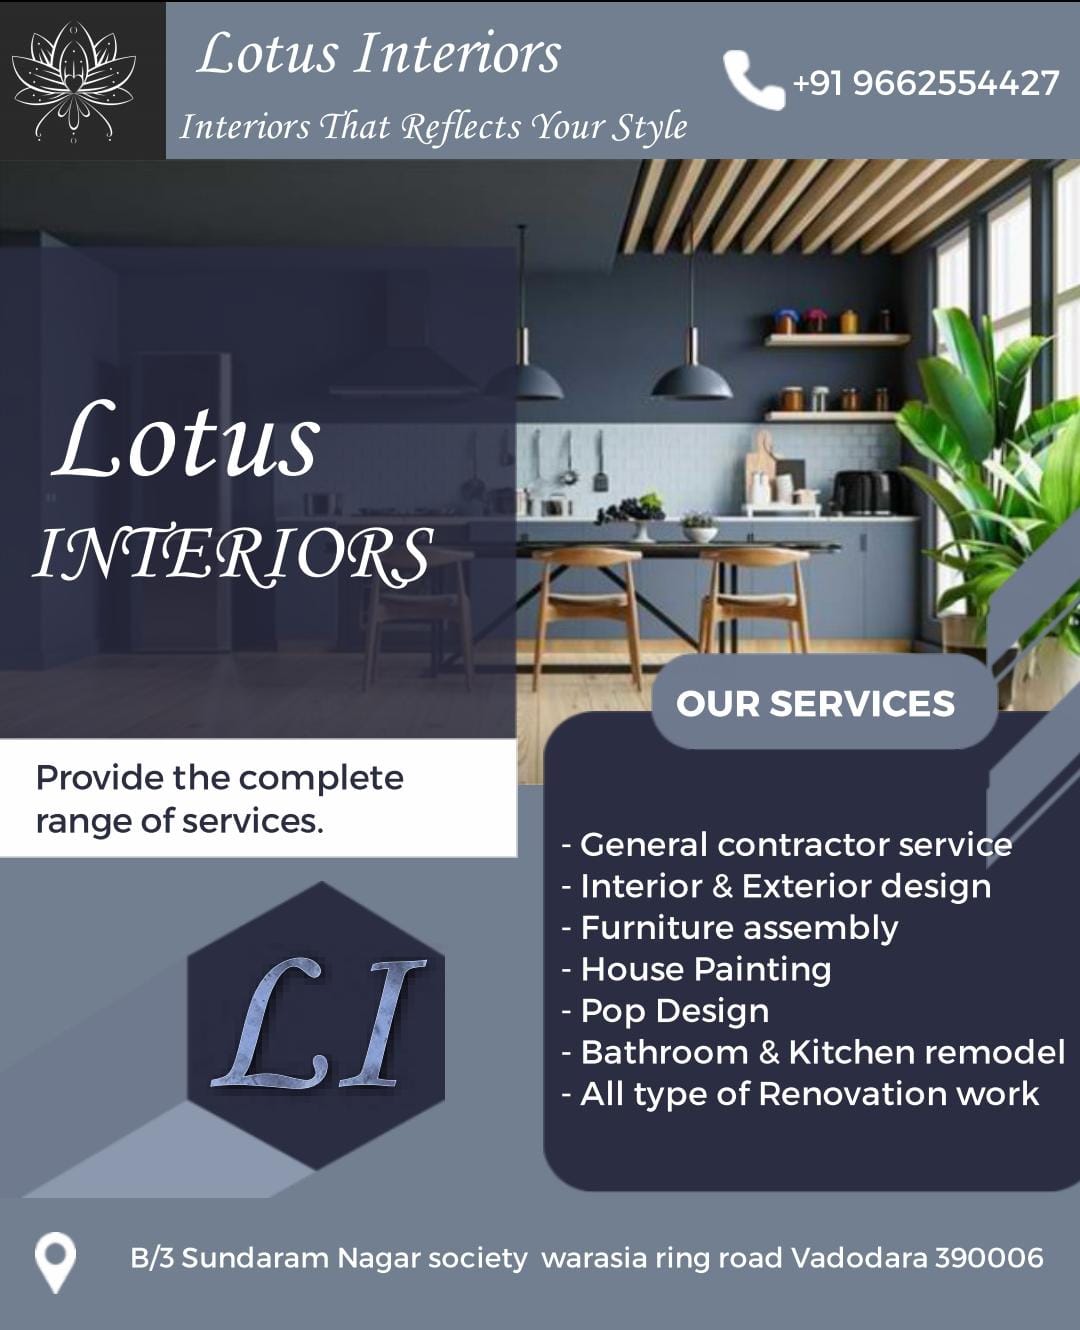 Lotus Interiors
Interiors That Reflects Your Style
+91 9662554427
Lotus
INTERIORS
Provide the complete
range of services.
LI
OUR SERVICES
- General contractor service
- Interior & Exterior design
- Furniture assembly
- House Painting
- Pop Design
- Bathroom & Kitchen remodel
- All type of Renovation work
B/3 Sundaram Nagar society warasia ring road Vadodara 390006